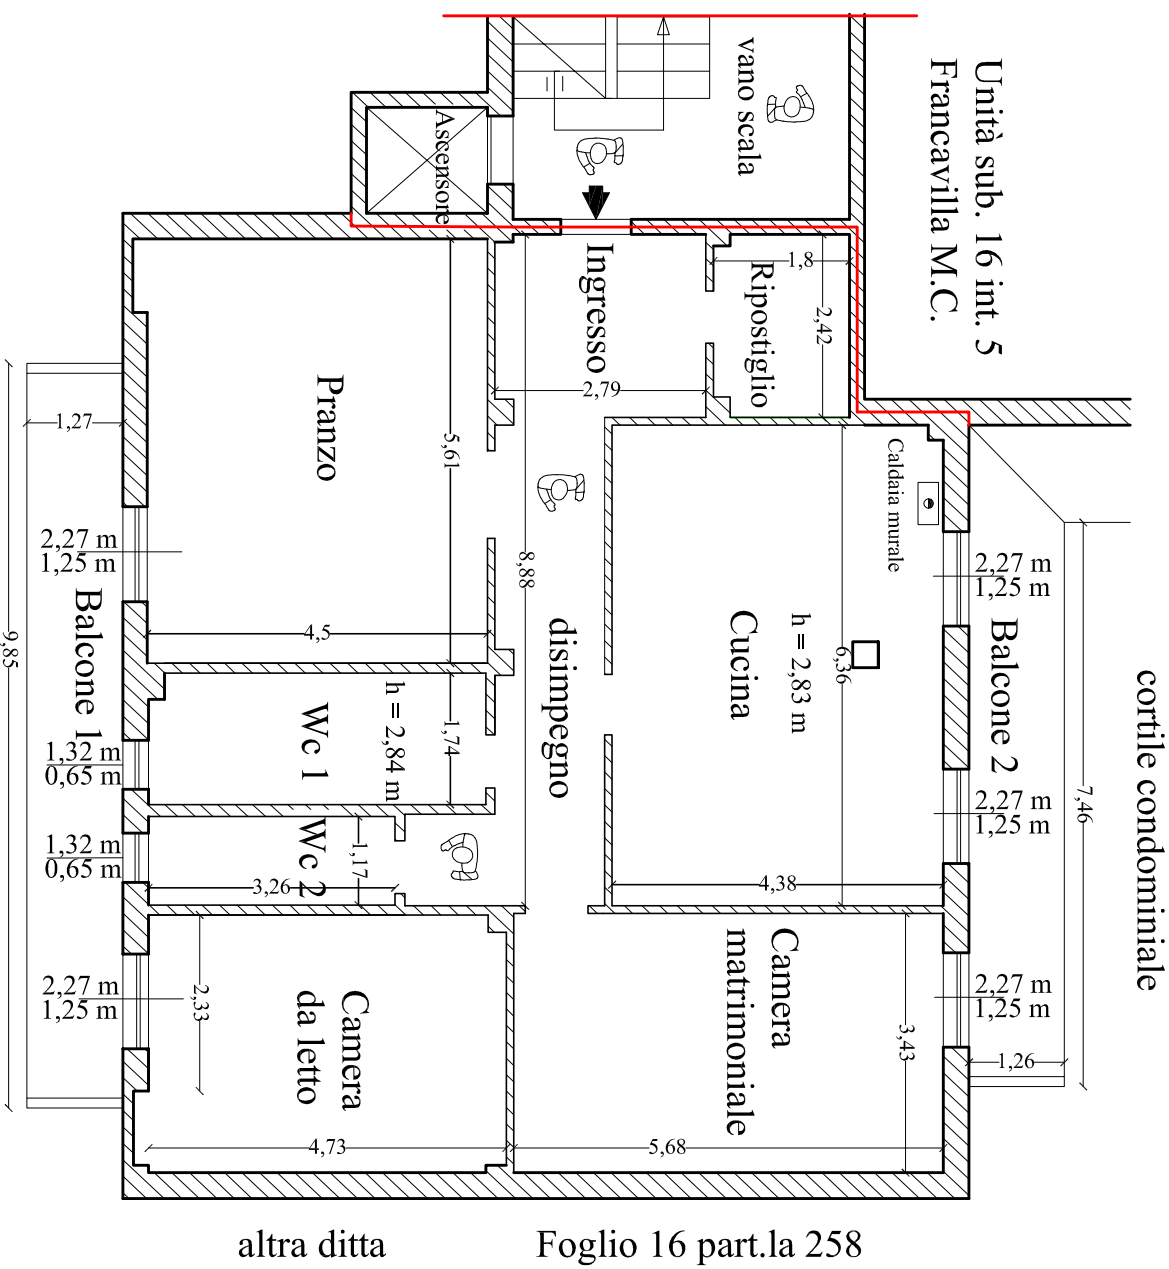 Unità sub. 16 int. 5
Francavilla M.C.
vano scala
Ascensore
Ingresso
Ripostiglio
1,8
2,42
2,79
Pranzo
5,61
4,5
8,88
disimpegno
Caldaia murale
Cucina
h = 2,83 m
6,36
4,38
Wc 1
h = 2,84 m
1,74
Wc 2
1,17
3,26
Camera
da letto
2,33
4,73
Camera
matrimoniale
3,43
5,68
Balcone 1
1,27
9,85
2,27 m
1,25 m
1,32 m
0,65 m
1,32 m
0,65 m
2,27 m
1,25 m
Balcone 2
2,27 m
1,25 m
2,27 m
1,25 m
2,27 m
1,25 m
1,26
7,46
cortile condominiale
altra ditta
Foglio 16 part.la 258